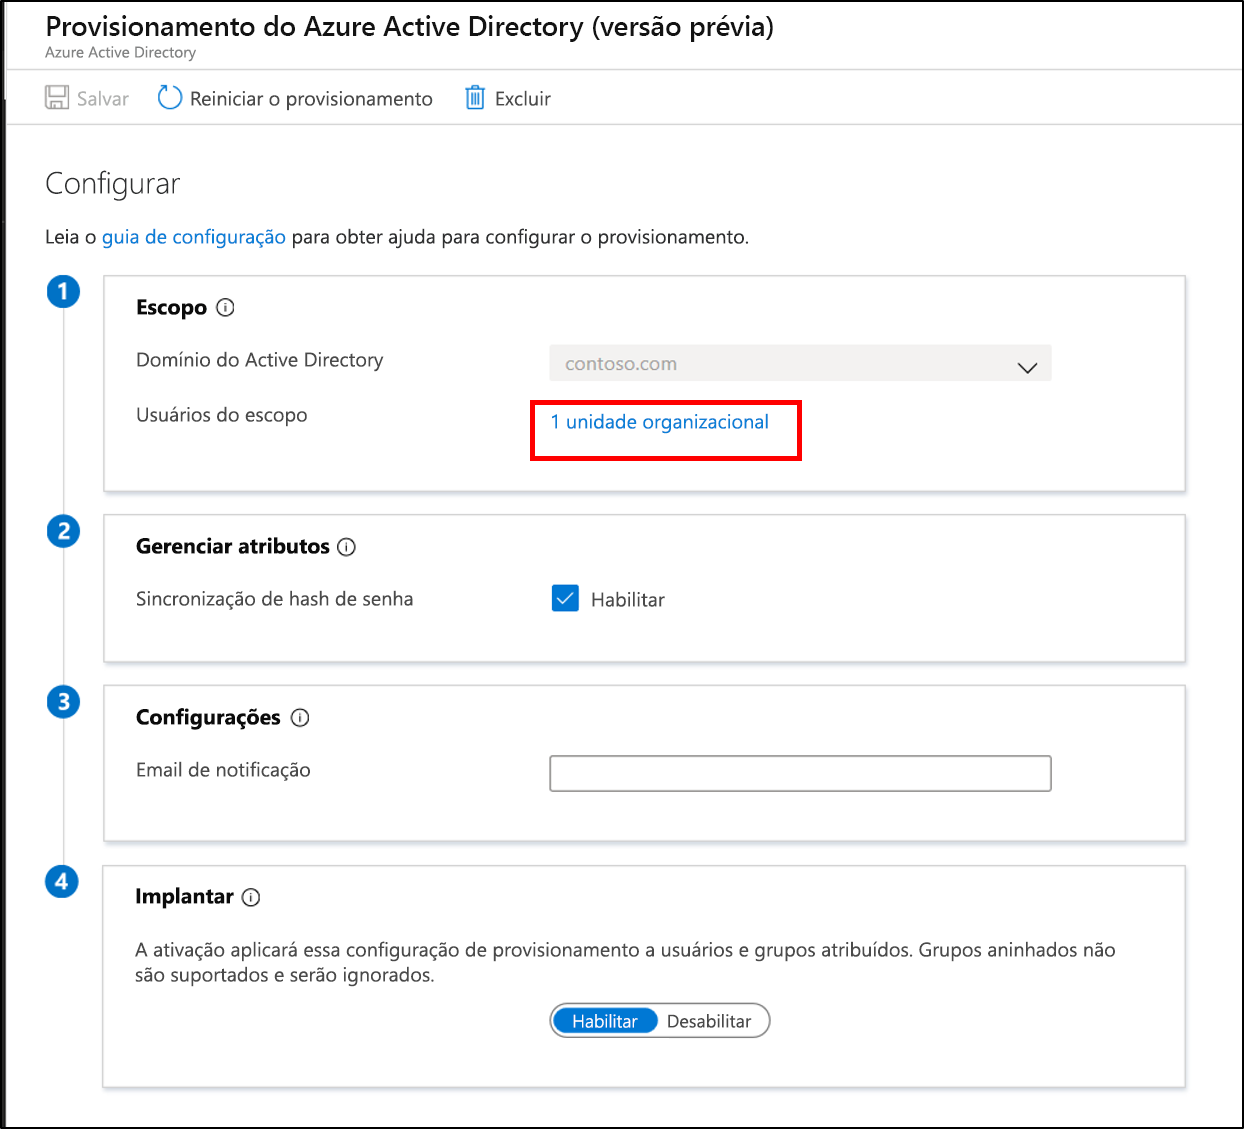 Provisionamento do Azure Active Directory (versão prévia)
Azure Active Directory
Salvar
Reiniciar o provisionamento
Excluir
Configurar
Leia o guia de configuração para obter ajuda para configurar o provisionamento.
1
Escopo
Domínio do Active Directory
contoso.com
Usuários do escopo
1 unidade organizacional
2
Gerenciar atributos
Sincronização de hash de senha
Habilitar
3
Configurações
Email de notificação
4
Implantar
A ativação aplicará essa configuração de provisionamento a usuários e grupos atribuídos. Grupos aninhados não
são suportados e serão ignorados.
Habilitar
Desabilitar